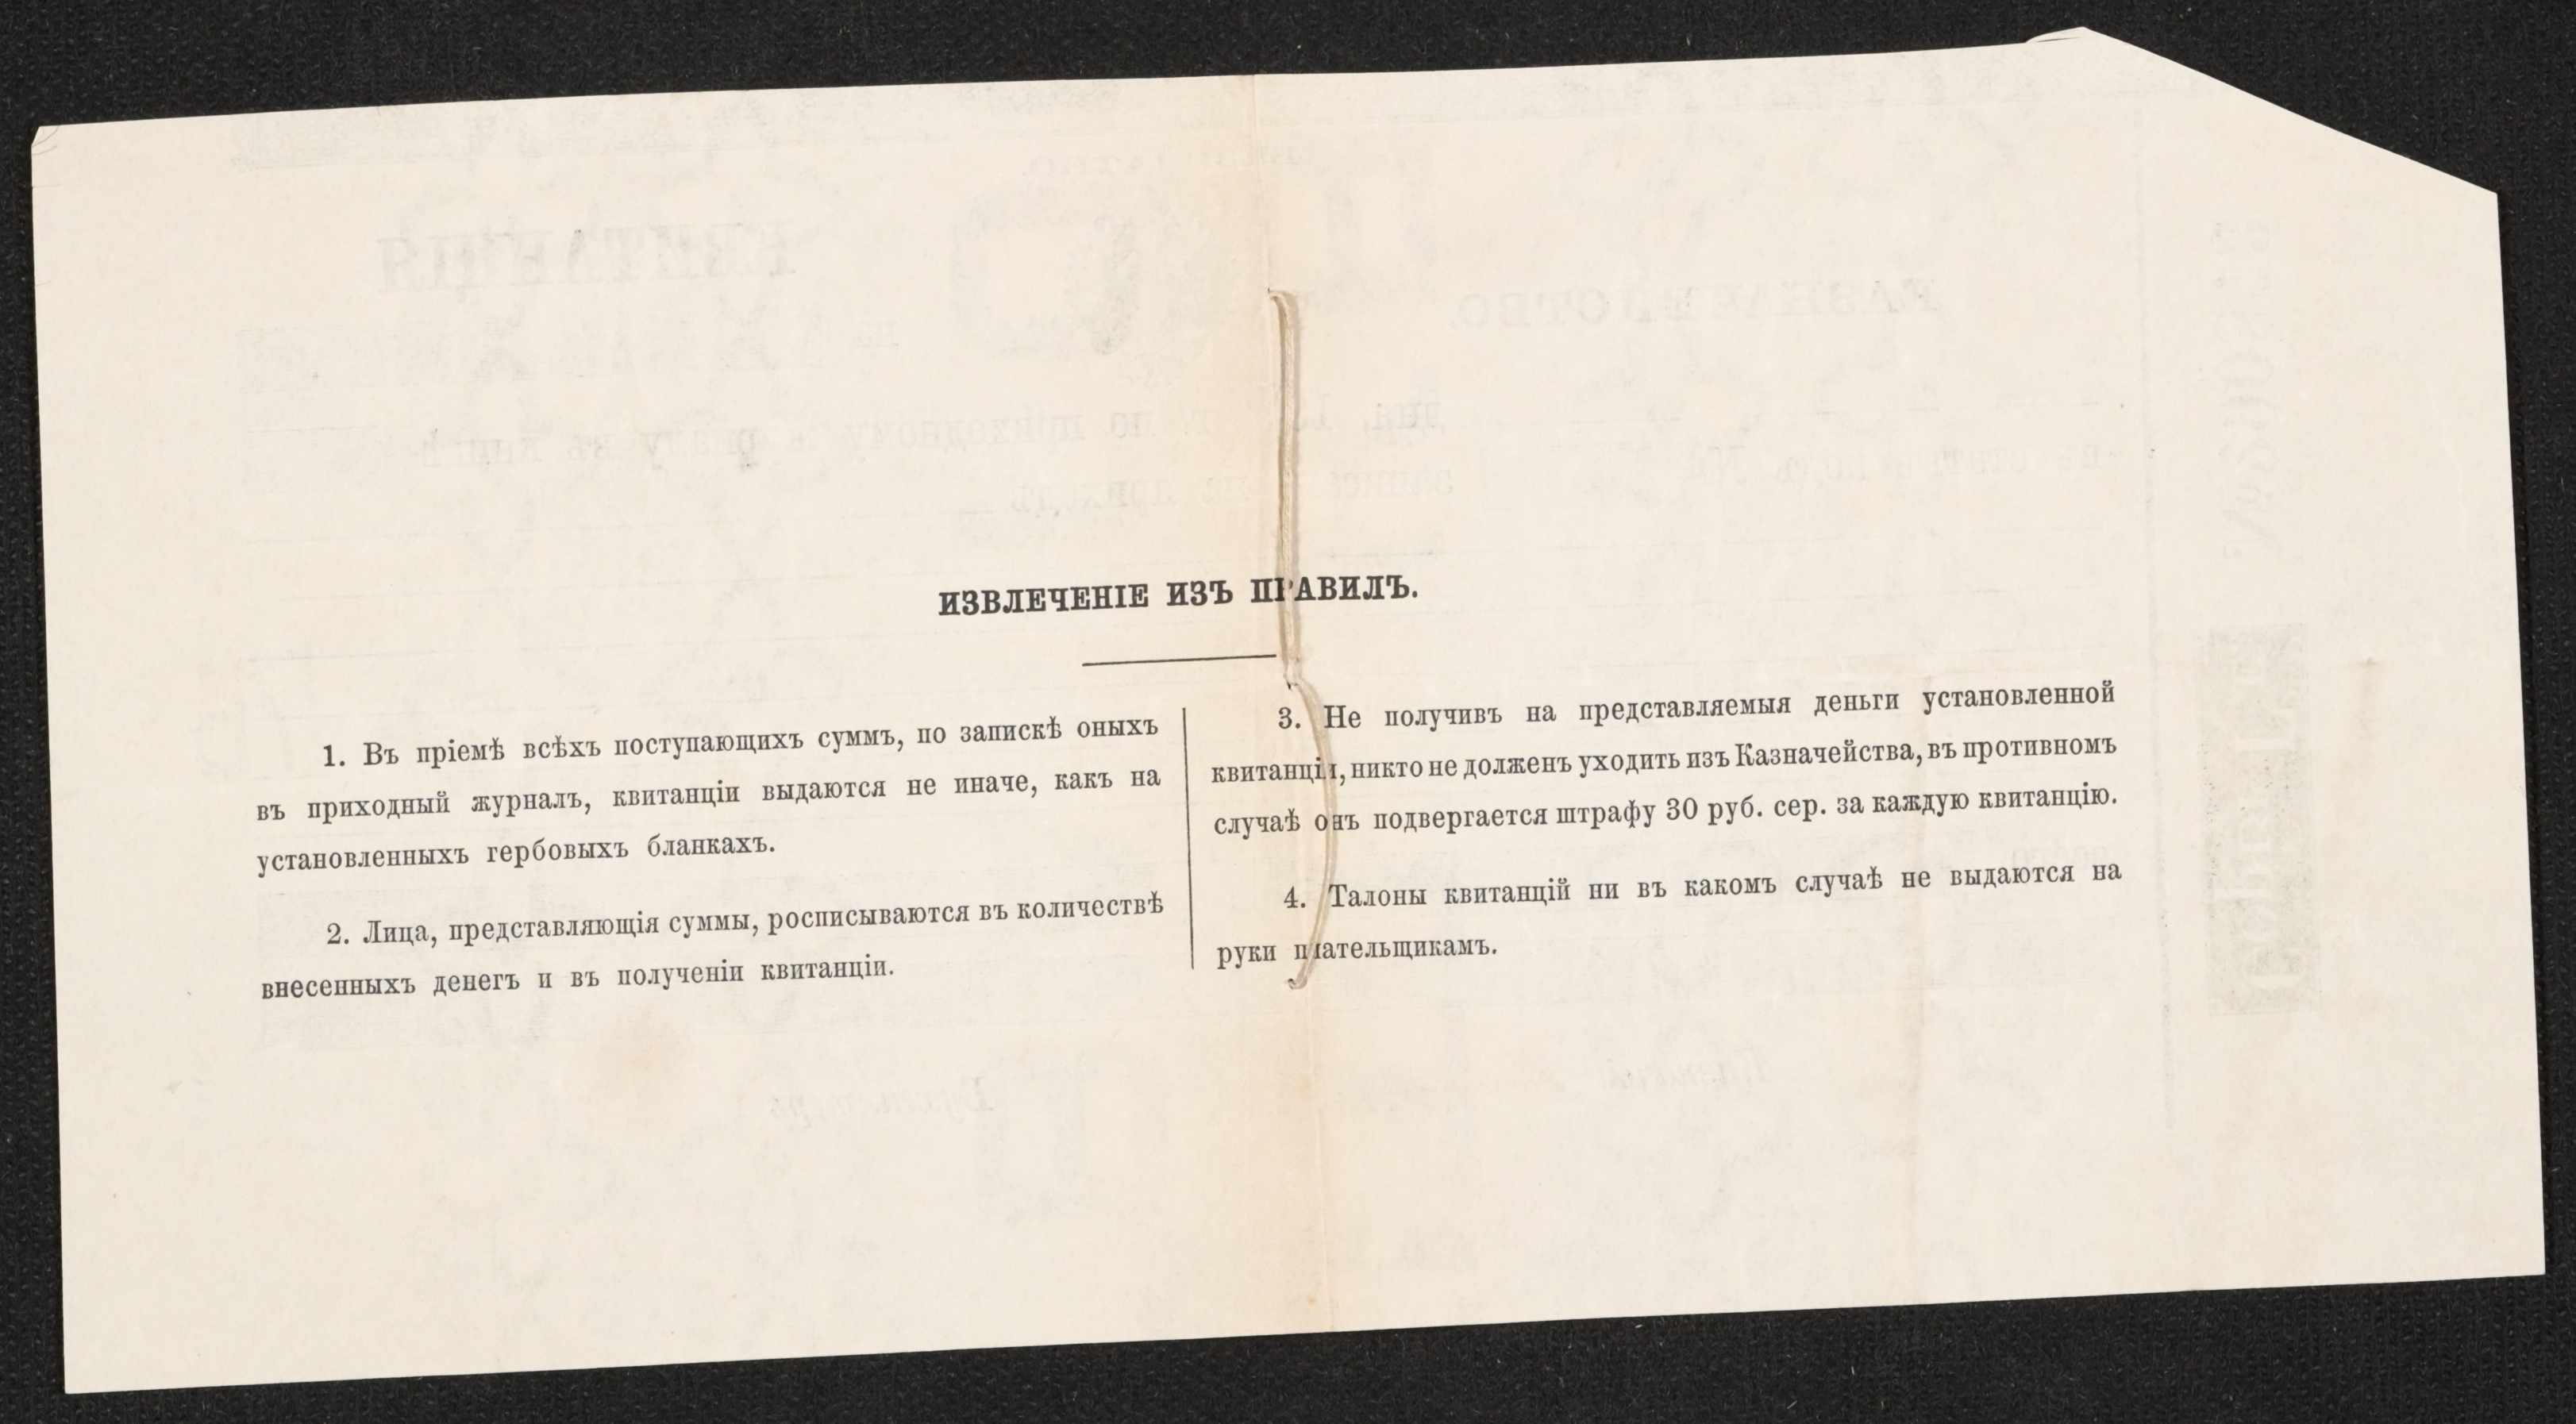 ИЗВЛЕЧЕНІЕ ИЗЪ ПРАВИЛЪ.
1. Въ пріемѣ всѣхъ поступающихъ суммъ, по запискѣ оныхъ
въ приходный журналъ, квитанціи выдаются не иначе, какъ на
установленныхъ гербовыхъ бланкахъ.
2. Лица, представляющія суммы, росписываются въ количествѣ
внесенныхъ денегъ и въ полученіи квитанціи.
3. Не получивъ на представляемыя деньги установленной
квитанціи, никто не долженъ уходить изъ Казначейства, въ противномъ
случаѣ онъ подвергается штрафу 30 руб. сер. за каждую квитанцію.
4. Талоны квитанцій ни въ какомъ случаѣ не выдаются на
руки плательщикамъ.